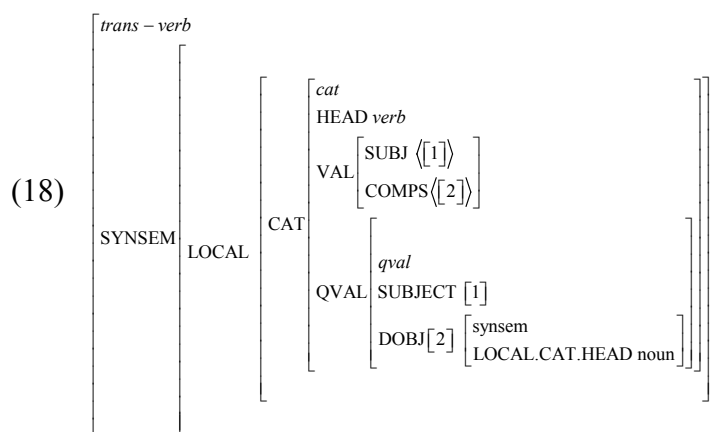 trans – verb
cat
HEAD verb
SUBJ ⟨[1]⟩
VAL
COMPS⟨[2]⟩
(18)
SYNSEM
LOCAL
CAT
qval
QVAL SUBJECT [1]
DOBJ[2] synsem
LOCAL.CAT.HEAD noun